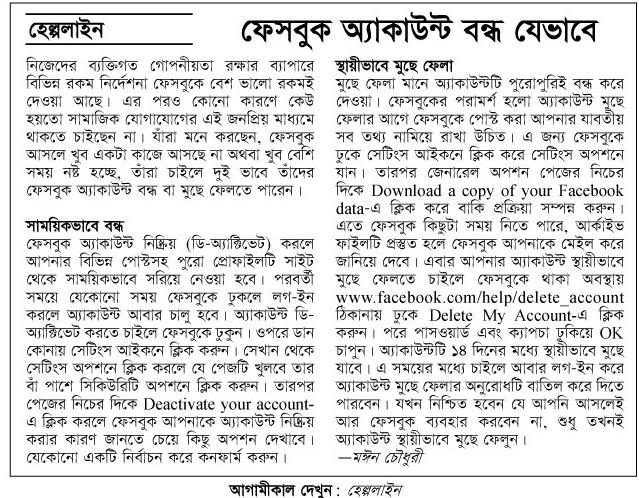 হেল্পলাইন
ফেসবুক অ্যাকাউন্ট বন্ধ যেভাবে
নিজেদের ব্যক্তিগত গোপনীয়তা রক্ষার ব্যাপারে
বিভিন্ন রকম নির্দেশনা ফেসবুকে বেশ ভালো রকমই
দেওয়া আছে। এর পরও কোনো কারণে কেউ
হয়তো সামাজিক যোগাযোগের এই জনপ্রিয় মাধ্যমে
থাকতে চাইছেন না। যাঁরা মনে করছেন, ফেসবুক
আসলে খুব একটা কাজে আসছে না অথবা খুব বেশি
সময় নষ্ট হচ্ছে, তাঁরা চাইলে দুই ভাবে তাঁদের
ফেসবুক অ্যাকাউন্ট বন্ধ বা মুছে ফেলতে পারেন।
সাময়িকভাবে বন্ধ
ফেসবুক অ্যাকাউন্ট নিষ্ক্রিয় (ডি-অ্যাক্টিভেট) করলে
আপনার বিভিন্ন পোস্টসহ পুরো প্রোফাইলটি সাইট
থেকে সাময়িকভাবে সরিয়ে নেওয়া হবে। পরবর্তী
সময়ে যেকোনো সময় ফেসবুকে ঢুকলে লগ-ইন
করলে অ্যাকাউন্ট আবার চালু হবে। অ্যাকাউন্ট ডি-
অ্যাক্টিভেট করতে চাইলে ফেসবুকে ঢুকুন। ওপরে ডান
কোনায় সেটিংস আইকনে ক্লিক করুন। সেখান থেকে
সেটিংস অপশনে ক্লিক করলে যে পেজটি খুলবে তার
বাঁ পাশে সিকিউরিটি অপশনে ক্লিক করুন। তারপর
পেজের নিচের দিকে Deactivate your account-
এ ক্লিক করলে ফেসবুক আপনাকে অ্যাকাউন্ট নিষ্ক্রিয়
করার কারণ জানতে চেয়ে কিছু অপশন দেখাবে।
যেকোনো একটি নির্বাচন করে কনফার্ম করুন।
স্থায়ীভাবে মুছে ফেলা
মুছে ফেলা মানে অ্যাকাউন্টটি পুরোপুরিই বন্ধ করে
দেওয়া। ফেসবুকের পরামর্শ হলো অ্যাকাউন্ট মুছে
ফেলার আগে ফেসবুকে পোস্ট করা আপনার যাবতীয়
সব তথ্য নামিয়ে রাখা উচিত। এ জন্য ফেসবুকে
ঢুকে সেটিংস আইকনে ক্লিক করে সেটিংস অপশনে
যান। তারপর জেনারেল অপশন পেজের নিচের
দিকে Download a copy of your Facebook
data-এ ক্লিক করে বাকি প্রক্রিয়া সম্পন্ন করুন।
এতে ফেসবুক কিছুটা সময় নিতে পারে, আর্কাইভ
ফাইলটি প্রস্তুত হলে ফেসবুক আপনাকে মেইল করে
জানিয়ে দেবে। এবার আপনার অ্যাকাউন্ট স্থায়ীভাবে
মুছে ফেলতে চাইলে ফেসবুকে থাকা অবস্থায়
www.facebook.com/help/delete_account
ঠিকানায় ঢুকে Delete My Account-এ ক্লিক
করুন। পরে পাসওয়ার্ড এবং ক্যাপচা ঢুকিয়ে OK
চাপুন। অ্যাকাউন্টটি ১৪ দিনের মধ্যে স্থায়ীভাবে মুছে
যাবে। এ সময়ের মধ্যে চাইলে আবার লগ-ইন করে
অ্যাকাউন্ট মুছে ফেলার অনুরোধটি বাতিল করে দিতে
পারবেন। যখন নিশ্চিত হবেন যে আপনি আসলেই
আর ফেসবুক ব্যবহার করবেন না, শুধু তখনই
অ্যাকাউন্ট স্থায়ীভাবে মুছে ফেলুন।
—মঈন চৌধুরী
আগামীকাল দেখুন : হেল্পলাইন